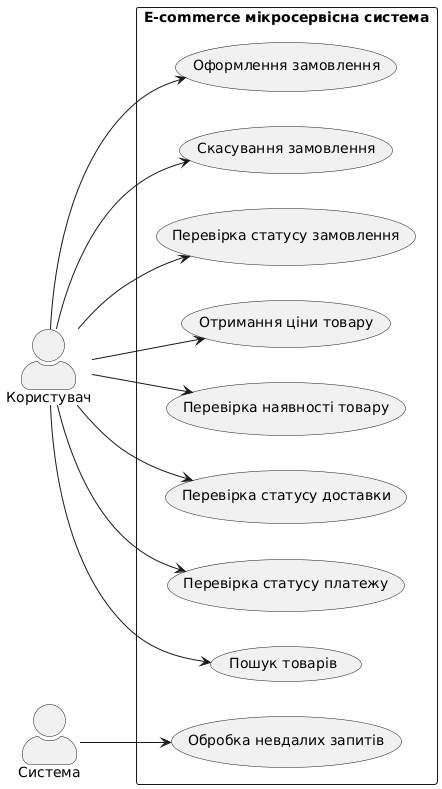 E-commerce мікросервісна система
Оформлення замовлення
Скасування замовлення
Перевірка статусу замовлення
Отримання ціни товару
Користувач
Перевірка наявності товару
Перевірка статусу доставки
Перевірка статусу платежу
Пошук товарів
Обробка невдалих запитів
Система